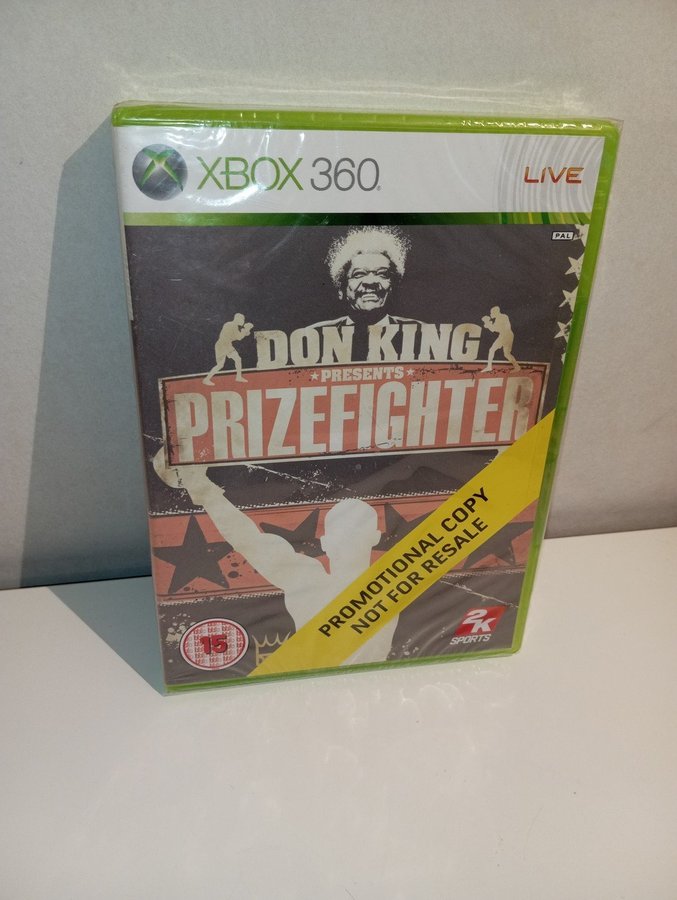 XBOX 360
LIVE
PAL
DON KING
PRESENTS
PRIZEFIGHTER
PROMOTIONAL COPY
NOT FOR RESALE
15
2K
SPORTS